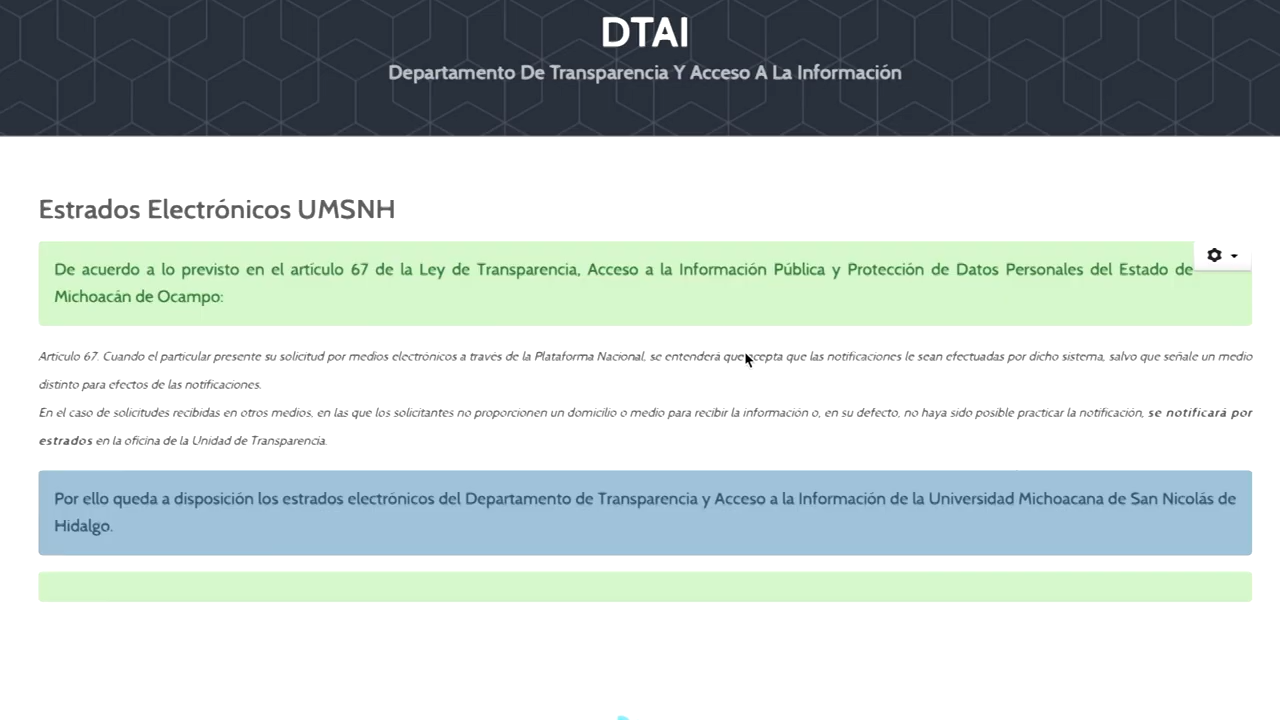 DTAI
Departamento De Transparencia Y Acceso A La Información
Estrados Electrónicos UMSNH
De acuerdo a lo previsto en el artículo 67 de la Ley de Transparencia, Acceso a la Información Pública y Protección de Datos Personales del Estado de
Michoacán de Ocampo:
Artículo 67. Cuando el particular presente su solicitud por medios electrónicos a través de la Plataforma Nacional, se entenderá que acepta que las notificaciones le sean efectuadas por dicho sistema, salvo que señale un medio
distinto para efectos de las notificaciones.
En el caso de solicitudes recibidas en otros medios, en las que los solicitantes no proporcionen un domicilio o medio para recibir la información o, en su defecto, no haya sido posible practicar la notificación, se notificará por
estrados en la oficina de la Unidad de Transparencia.
Por ello queda a disposición los estrados electrónicos del Departamento de Transparencia y Acceso a la Información de la Universidad Michoacana de San Nicolás de
Hidalgo.